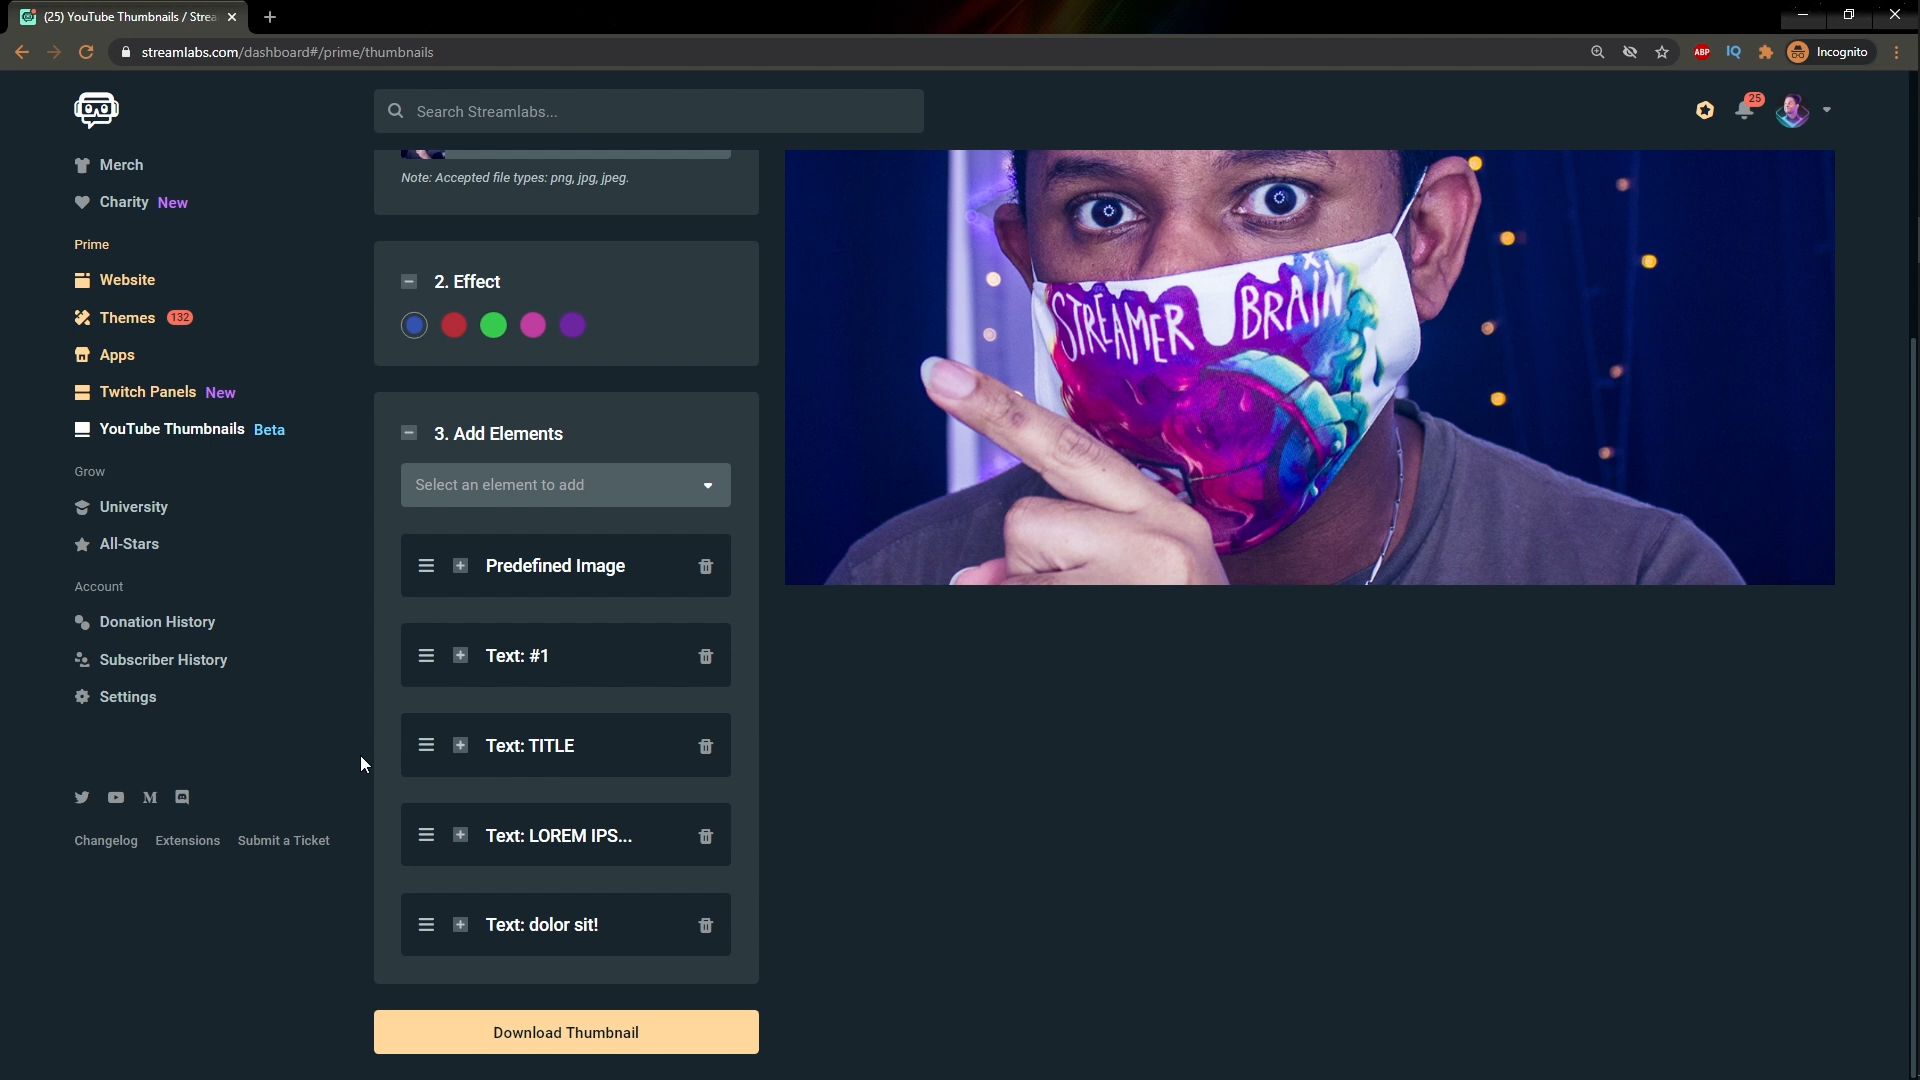 (25) YouTube Thumbnails / Strea
streamlabs.com/dashboard#/prime/thumbnails
ABP
IQ
Incognito
Search Streamlabs...
25
Merch
Charity New
Prime
Website
Themes 132
Apps
Twitch Panels New
YouTube Thumbnails Beta
Grow
University
All-Stars
Account
Donation History
Subscriber History
Settings
M
Changelog Extensions Submit a Ticket
Note: Accepted file types: png, jpg, jpeg.
2. Effect
3. Add Elements
Select an element to add
Predefined Image
Text: #1
Text: TITLE
Text: LOREM IPS...
Text: dolor sit!
Download Thumbnail
STREAMER BRAIN